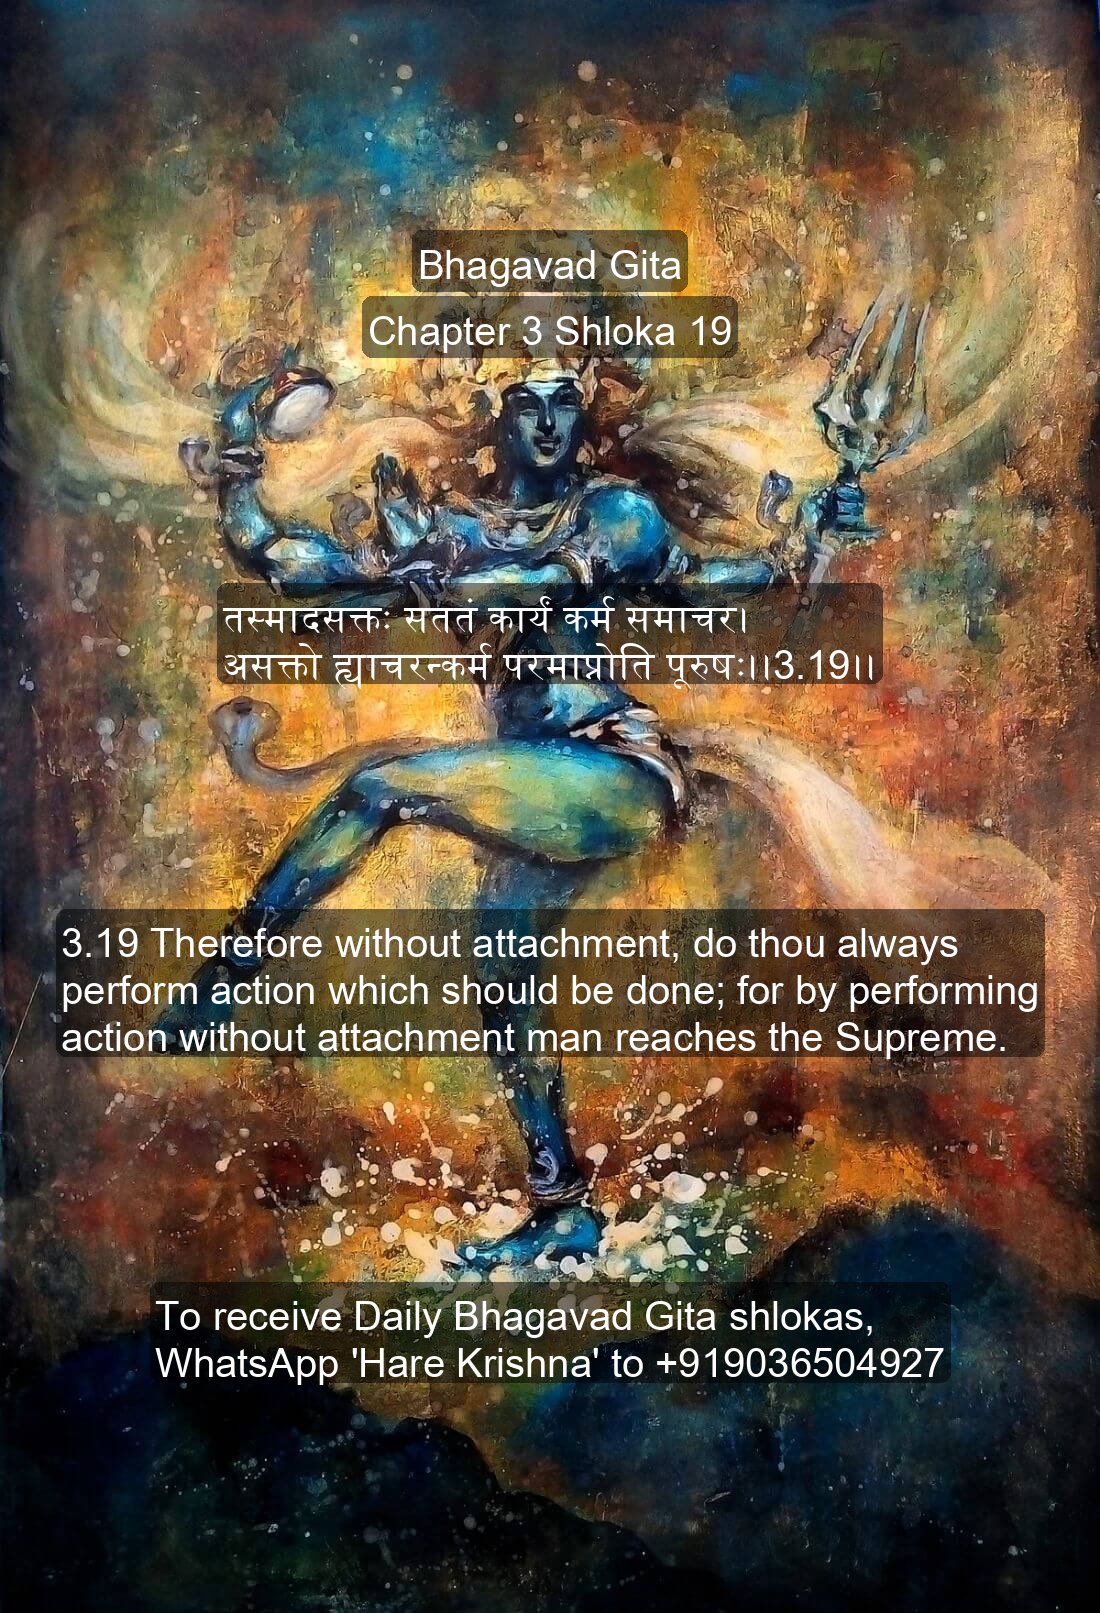 Bhagavad Gita
Chapter 3 Shloka 19
तस्मादसक्तः सततं कार्यं कर्म समाचर।
असक्तो ह्याचरन्कर्म परमाप्नोति पूरुषः।।3.19।।
3.19 Therefore without attachment, do thou always
perform action which should be done; for by performing
action without attachment man reaches the Supreme.
To receive Daily Bhagavad Gita shlokas,
WhatsApp 'Hare Krishna' to +919036504927